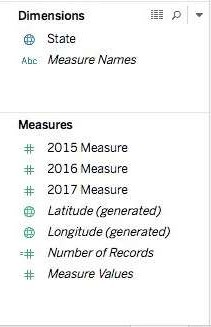 Dimensions
State
Abc Measure Names
Measures
# 2015 Measure
# 2016 Measure
# 2017 Measure
Latitude (generated)
Longitude (generated)
=# Number of Records
# Measure Values